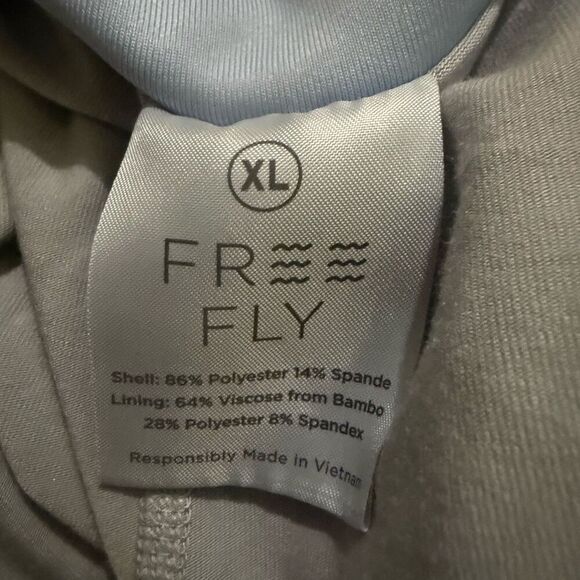 XL
FREE
FLY
Shell: 86% Polyester 14% Spande
Lining: 64% Viscose from Bambo
28% Polyester 8% Spandex
Responsibly Made in Vietnam